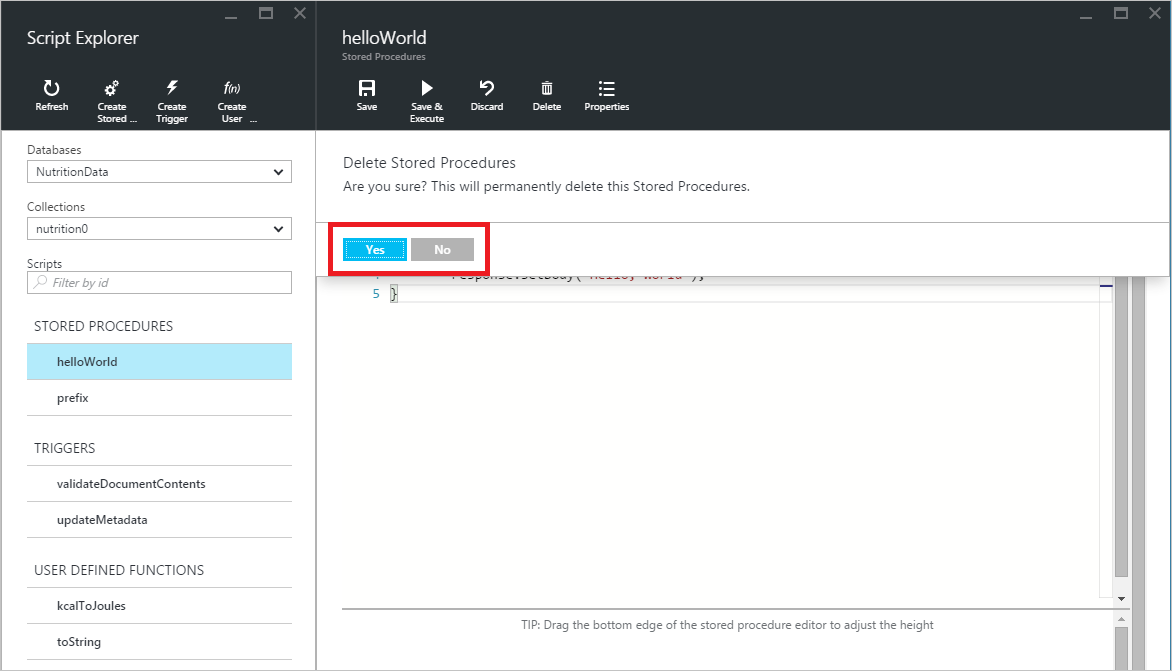 Script Explorer
Refresh
Create
Stored ...
Create
Trigger
f(n)
Create
User ...
Databases
NutritionData
Collections
nutrition0
Scripts
Filter by id
STORED PROCEDURES
helloWorld
prefix
TRIGGERS
validateDocumentContents
updateMetadata
USER DEFINED FUNCTIONS
kcalToJoules
toString
helloWorld
Stored Procedures
Save
Save &
Execute
Discard
Delete
Properties
Delete Stored Procedures
Are you sure? This will permanently delete this Stored Procedures.
Yes
No
5 }
TIP: Drag the bottom edge of the stored procedure editor to adjust the height